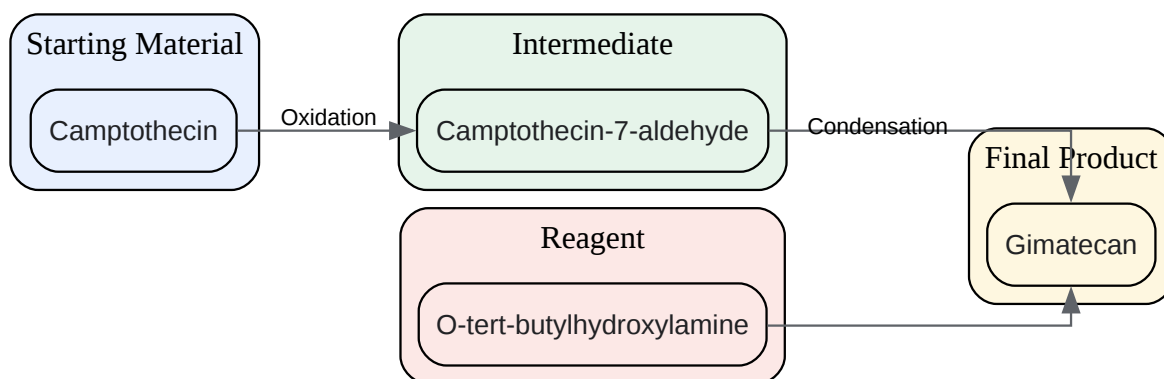 Starting Material
Camptothecin
Oxidation
Intermediate
Camptothecin-7-aldehyde
Condensation
Reagent
O-tert-butylhydroxylamine
Final Product
Gimatecan